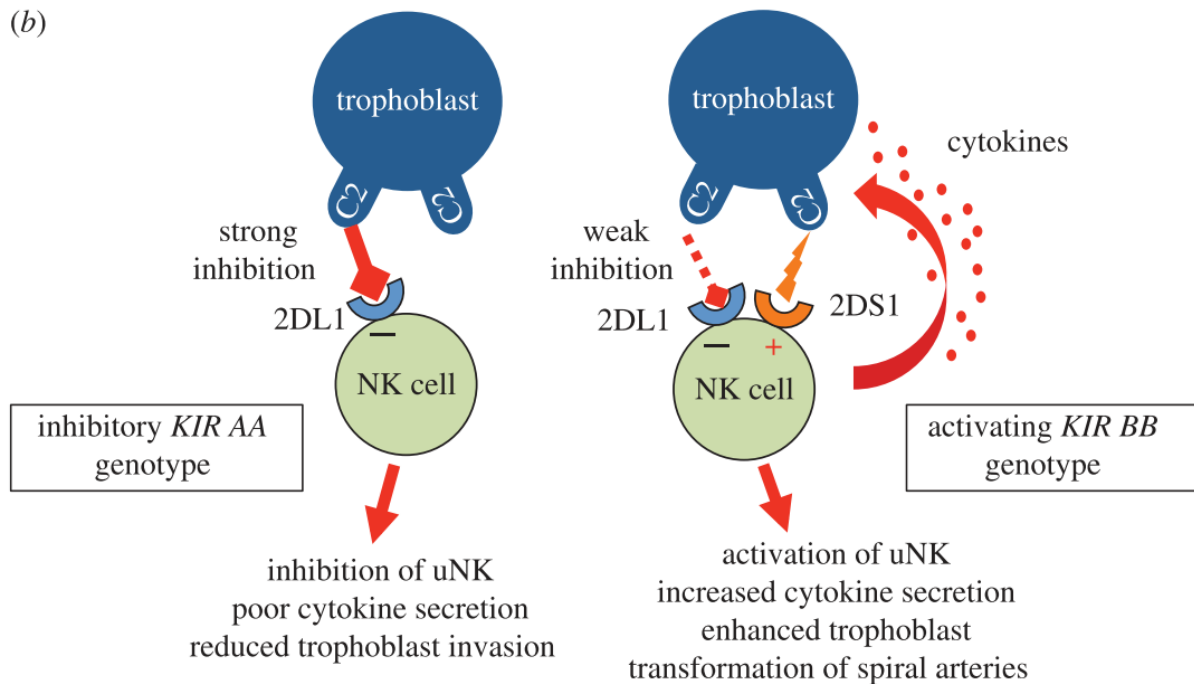 (b)
trophoblast
C2
C2
strong
inhibition
2DL1
−
NK cell
inhibitory KIR AA
genotype
inhibition of uNK
poor cytokine secretion
reduced trophoblast invasion
trophoblast
cytokines
C2
C2
weak
inhibition
2DL1
2DS1
−
+
NK cell
activating KIR BB
genotype
activation of uNK
increased cytokine secretion
enhanced trophoblast
transformation of spiral arteries